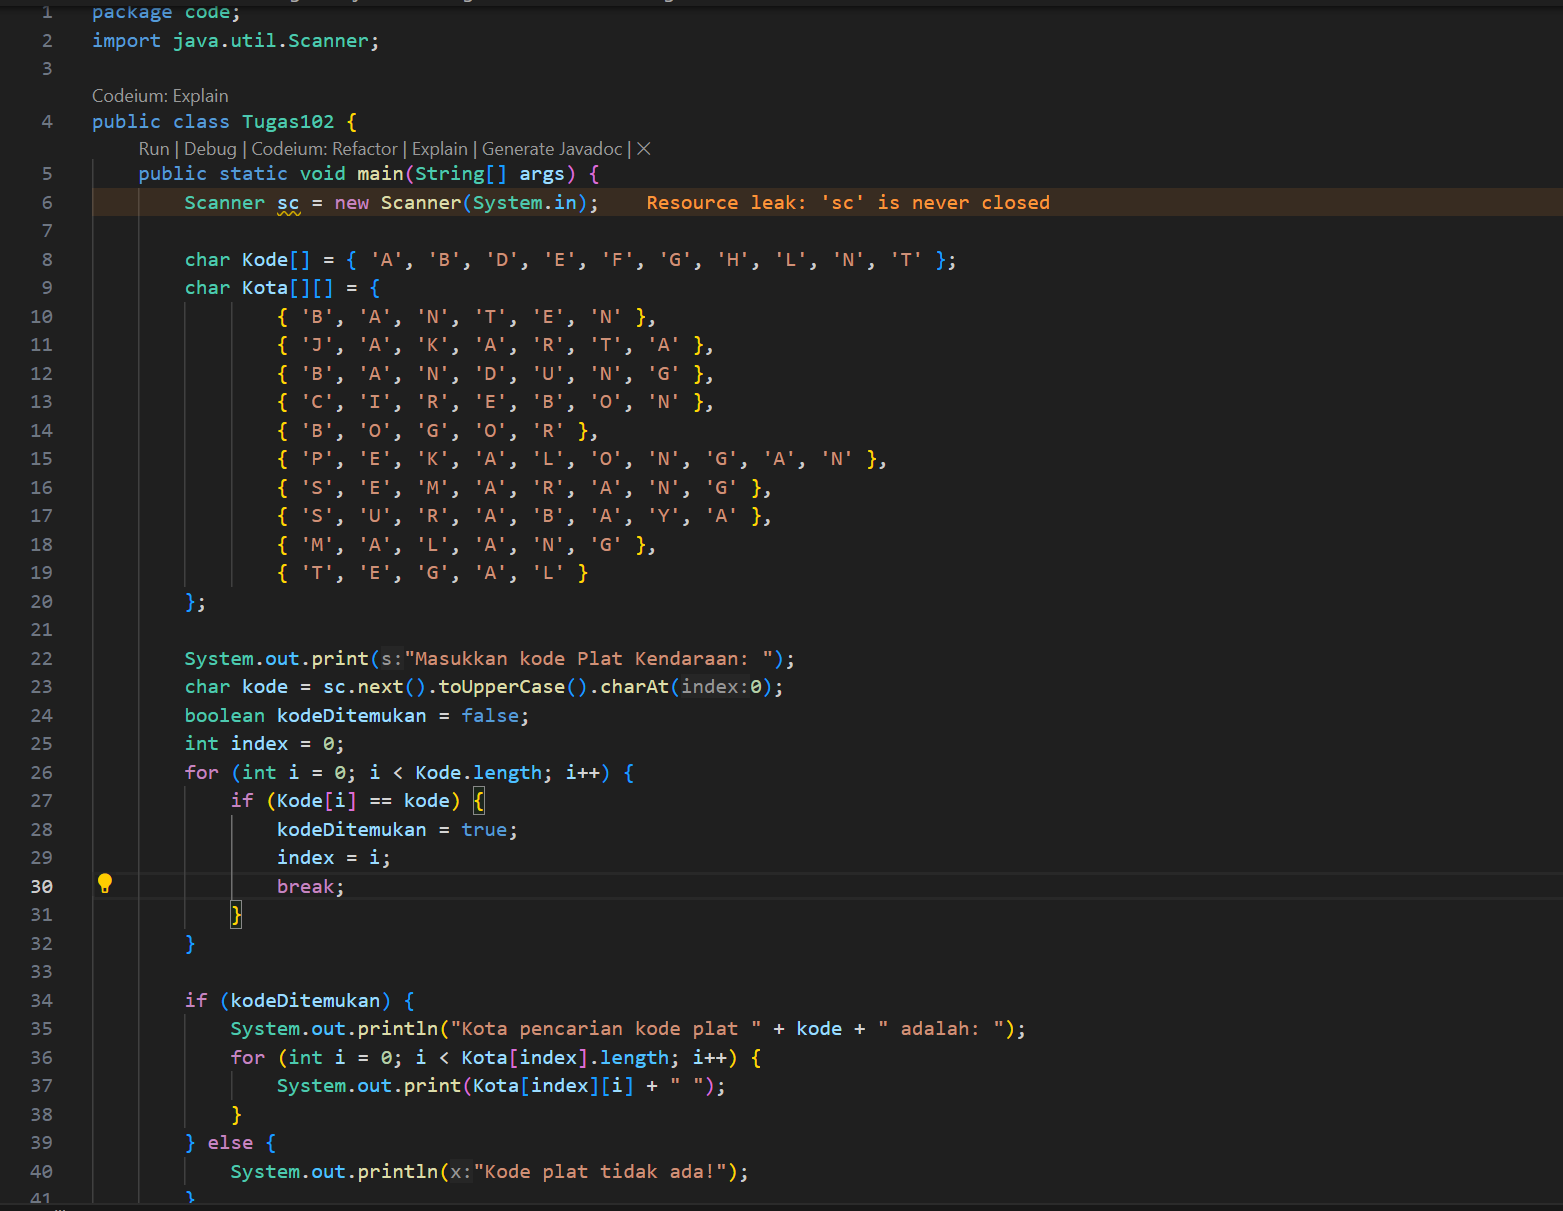 1 package code;
2 import java.util.Scanner;
3
Codeium: Explain
4 public class Tugas102 {
Run | Debug | Codeium: Refactor | Explain | Generate Javadoc | ×
5 public static void main(String[] args) {
6 Scanner sc = new Scanner(System.in); Resource leak: 'sc' is never closed
7
8 char Kode[] = { 'A', 'B', 'D', 'E', 'F', 'G', 'H', 'L', 'N', 'T' };
9 char Kota[][] = {
10 { 'B', 'A', 'N', 'T', 'E', 'N' },
11 { 'J', 'A', 'K', 'A', 'R', 'T', 'A' },
12 { 'B', 'A', 'N', 'D', 'U', 'N', 'G' },
13 { 'C', 'I', 'R', 'E', 'B', 'O', 'N' },
14 { 'B', 'O', 'G', 'O', 'R' },
15 { 'P', 'E', 'K', 'A', 'L', 'O', 'N', 'G', 'A', 'N' },
16 { 'S', 'E', 'M', 'A', 'R', 'A', 'N', 'G' },
17 { 'S', 'U', 'R', 'A', 'B', 'A', 'Y', 'A' },
18 { 'M', 'A', 'L', 'A', 'N', 'G' },
19 { 'T', 'E', 'G', 'A', 'L' }
20 };
21
22 System.out.print(s:"Masukkan kode Plat Kendaraan: ");
23 char kode = sc.next().toUpperCase().charAt(index:0);
24 boolean kodeDitemukan = false;
25 int index = 0;
26 for (int i = 0; i < Kode.length; i++) {
27 if (Kode[i] == kode) {
28 kodeDitemukan = true;
29 index = i;
30 break;
31 }
32 }
33
34 if (kodeDitemukan) {
35 System.out.println("Kota pencarian kode plat " + kode + " adalah: ");
36 for (int i = 0; i < Kota[index].length; i++) {
37 System.out.print(Kota[index][i] + " ");
38 }
39 } else {
40 System.out.println(x:"Kode plat tidak ada!");
41 }